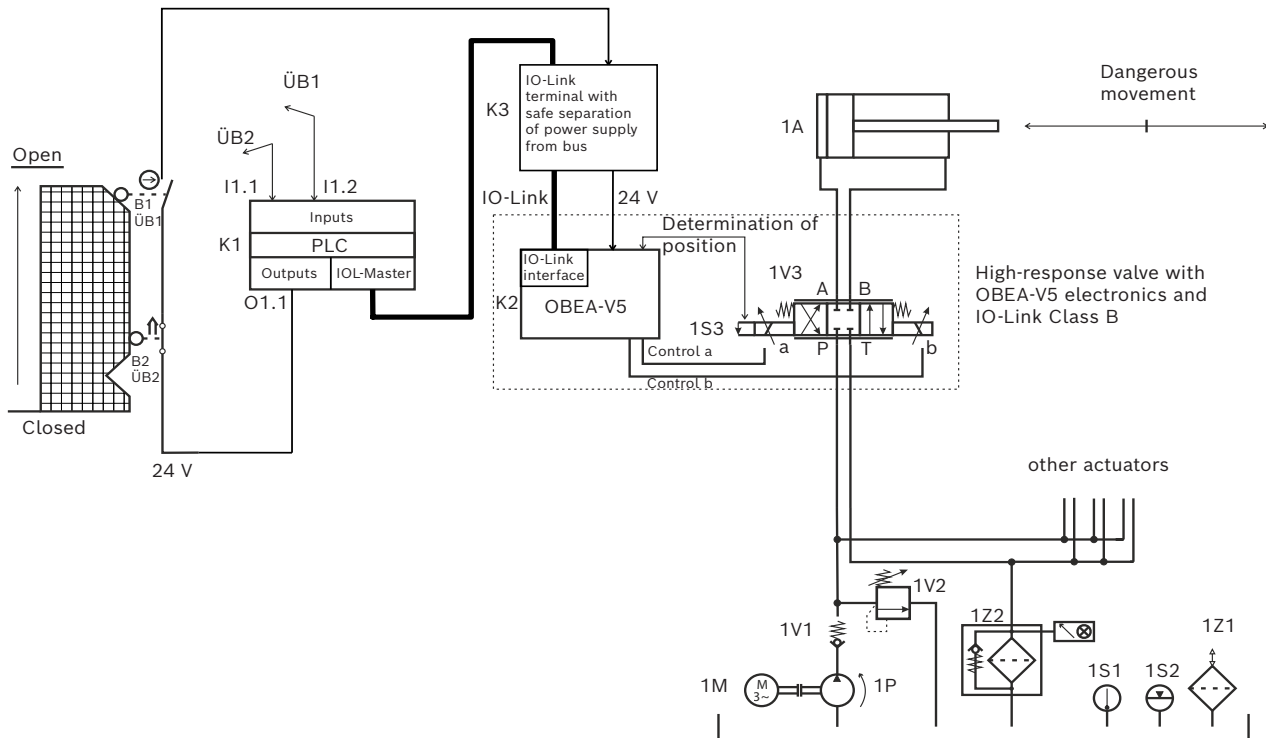 ÜB1
ÜB2
Open
I1.1
I1.2
B1
ÜB1
Inputs
K1
PLC
Outputs
IOL-Master
O1.1
B2
ÜB2
Closed
24 V
K3
IO-Link
terminal with
safe separation
of power supply
from bus
IO-Link
24 V
1A
Dangerous
movement
Determination of
position
IO-Link
interface
K2
OBEA-V5
1V3
A
B
1S3
a
P
T
b
Control a
Control b
High-response valve with
OBEA-V5 electronics and
IO-Link Class B
other actuators
1V2
1V1
1Z2
1Z1
1M
M
3~
1P
1S1
1S2